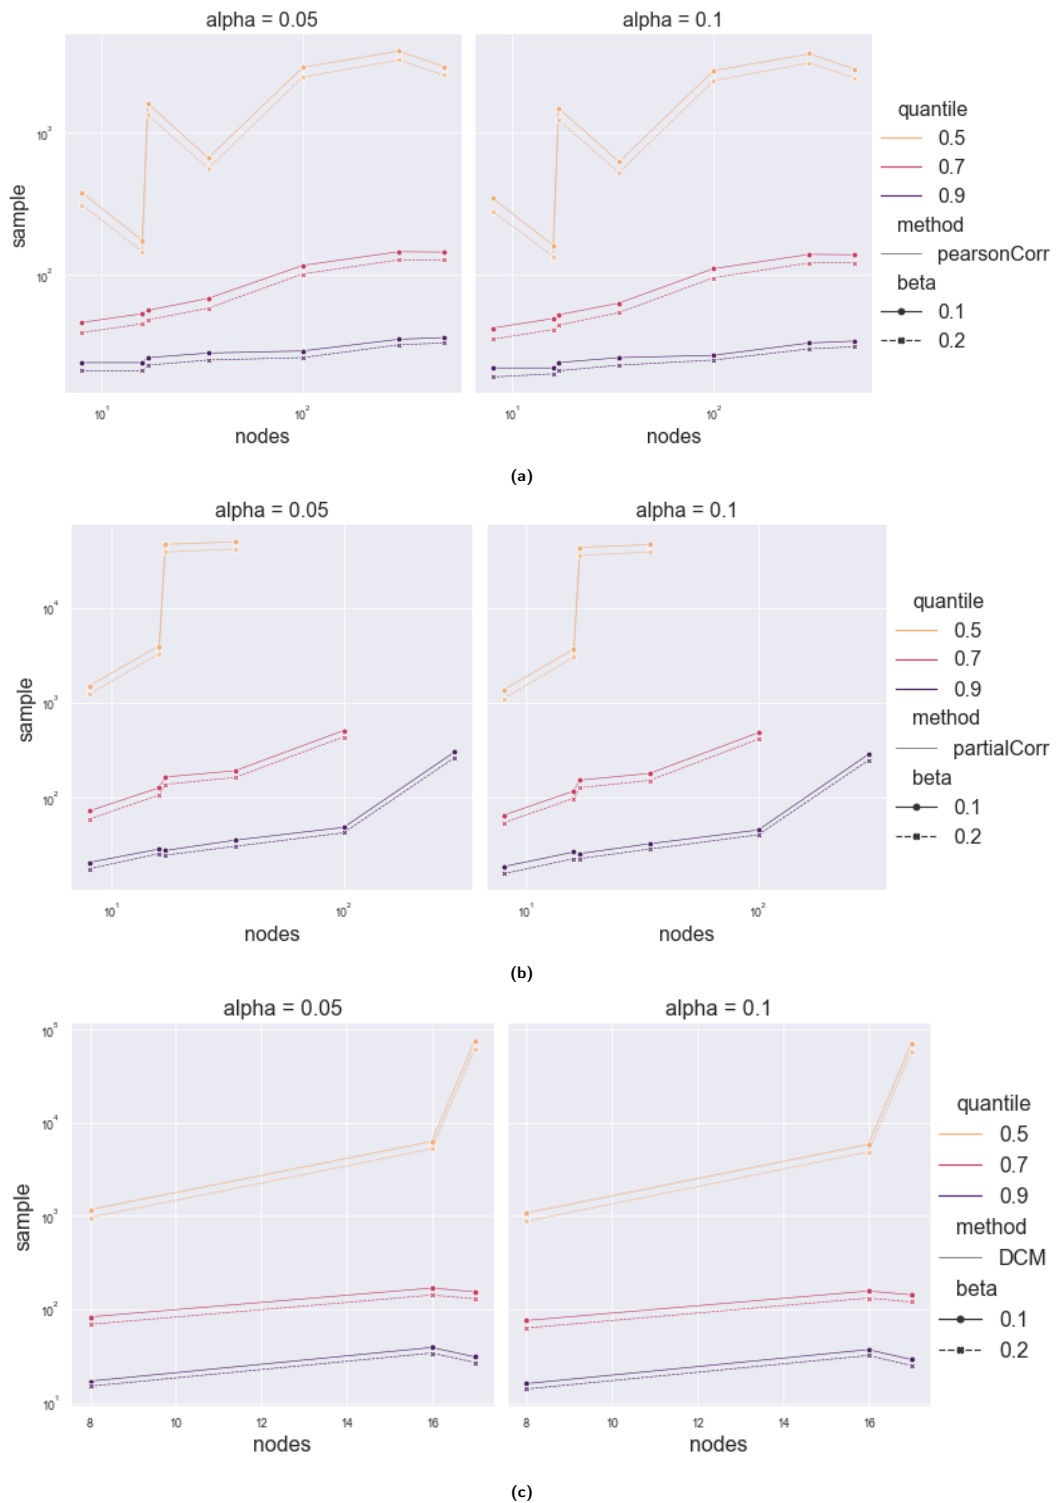 alpha = 0.05 alpha = 0.1
10³
10²
sample
10¹ 10² 10¹ 10²
nodes nodes
quantile
0.5
0.7
0.9
method
pearsonCorr
beta
0.1
0.2
(a)
alpha = 0.05 alpha = 0.1
10⁴
10³
10²
sample
10¹ 10² 10¹ 10²
nodes nodes
quantile
0.5
0.7
0.9
method
partialCorr
beta
0.1
0.2
(b)
alpha = 0.05 alpha = 0.1
10⁵
10⁴
10³
10²
10¹
sample
8 10 12 14 16 8 10 12 14 16
nodes nodes
quantile
0.5
0.7
0.9
method
DCM
beta
0.1
0.2
(c)